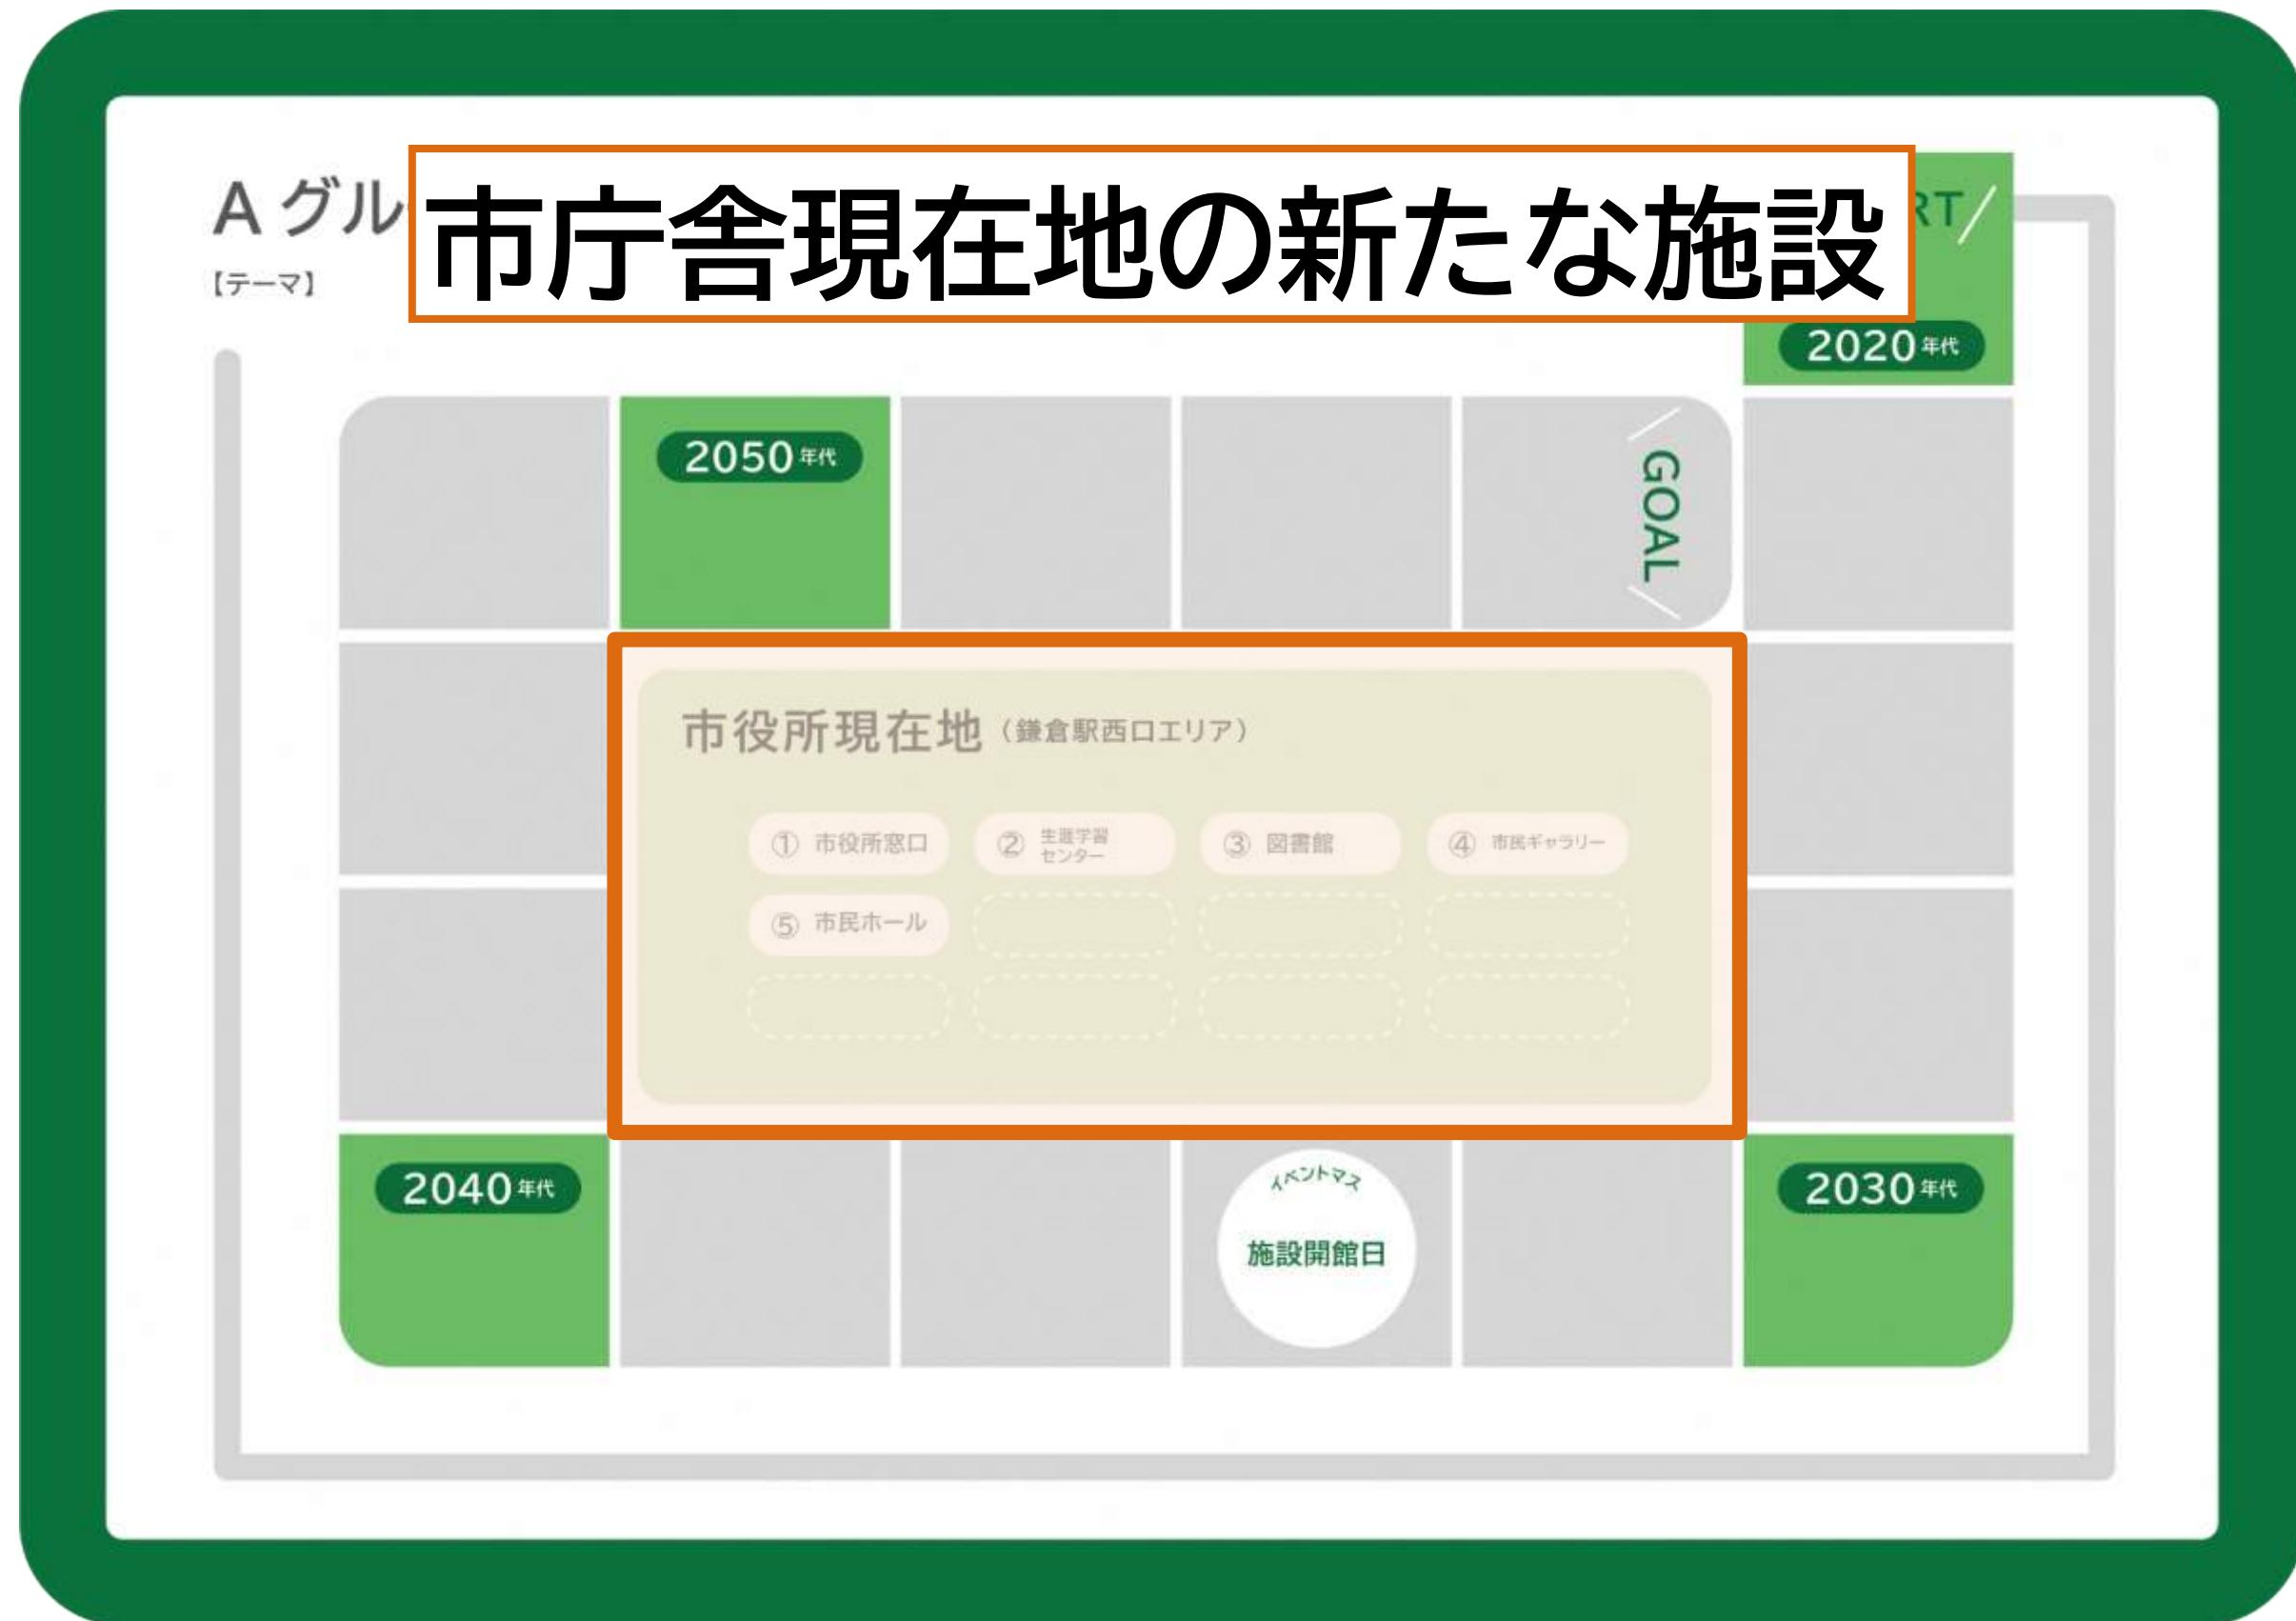 A グル
市庁舎現在地の新たな施設
RT
【テーマ】
2020年代
2050年代
GOAL
市役所現在地（鎌倉駅西口エリア）
① 市役所窓口
② 生涯学習
センター
③ 図書館
④ 市民ギャラリー
⑤ 市民ホール
2040年代
イベントマス
施設開館日
2030年代